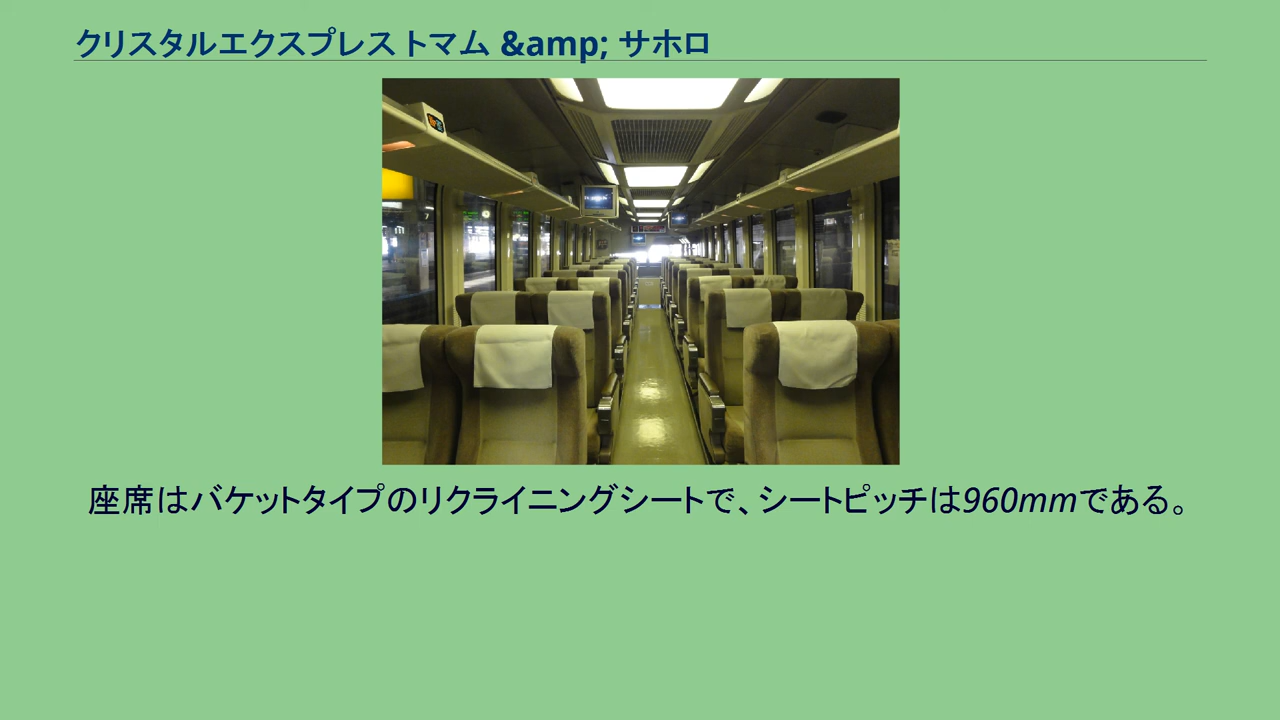 クリスタルエクスプレス トマム &amp; サホロ
座席はバケットタイプのリクライニングシートで、シートピッチは960mmである。